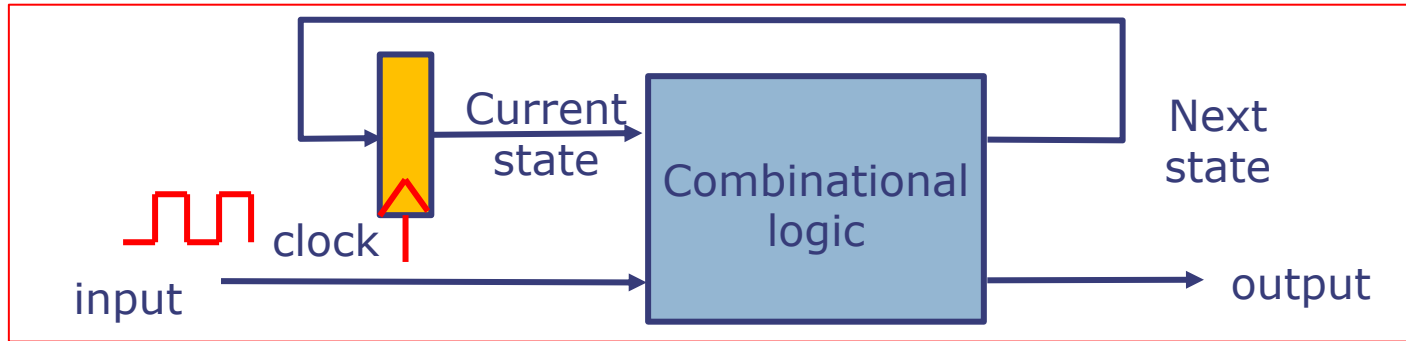 Current
state
Next
state
Combinational
logic
clock
input
output